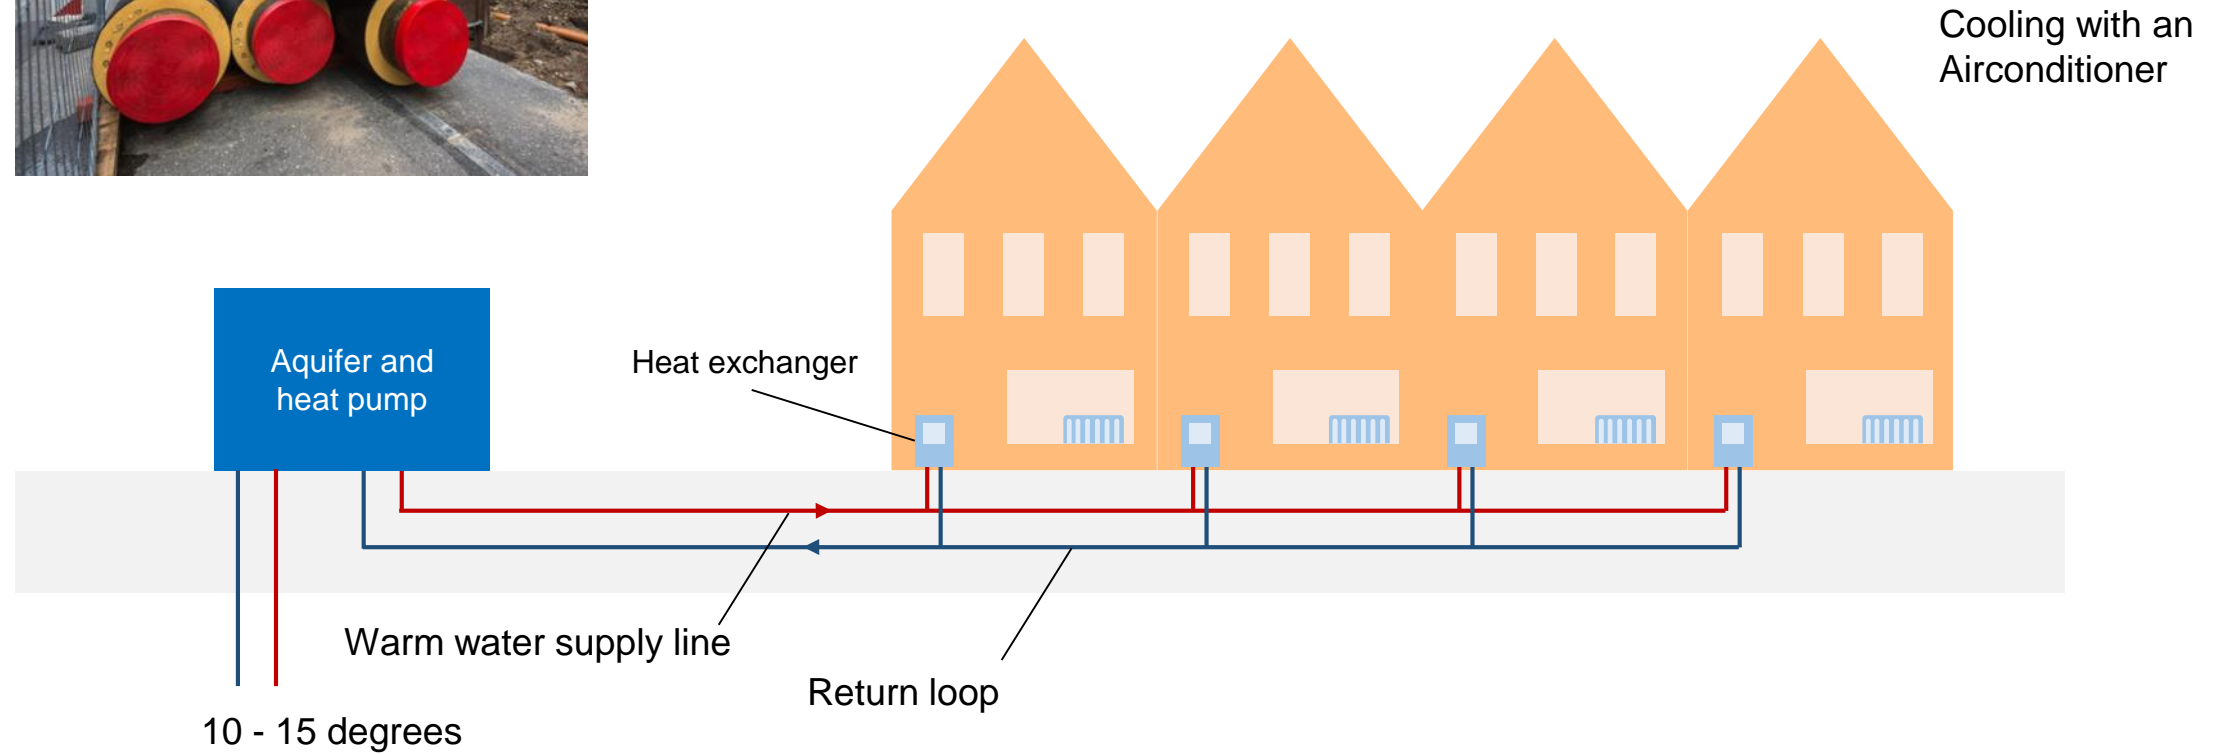 Cooling with an
Airconditioner
Aquifer and
heat pump
Heat exchanger
Warm water supply line
Return loop
10 - 15 degrees